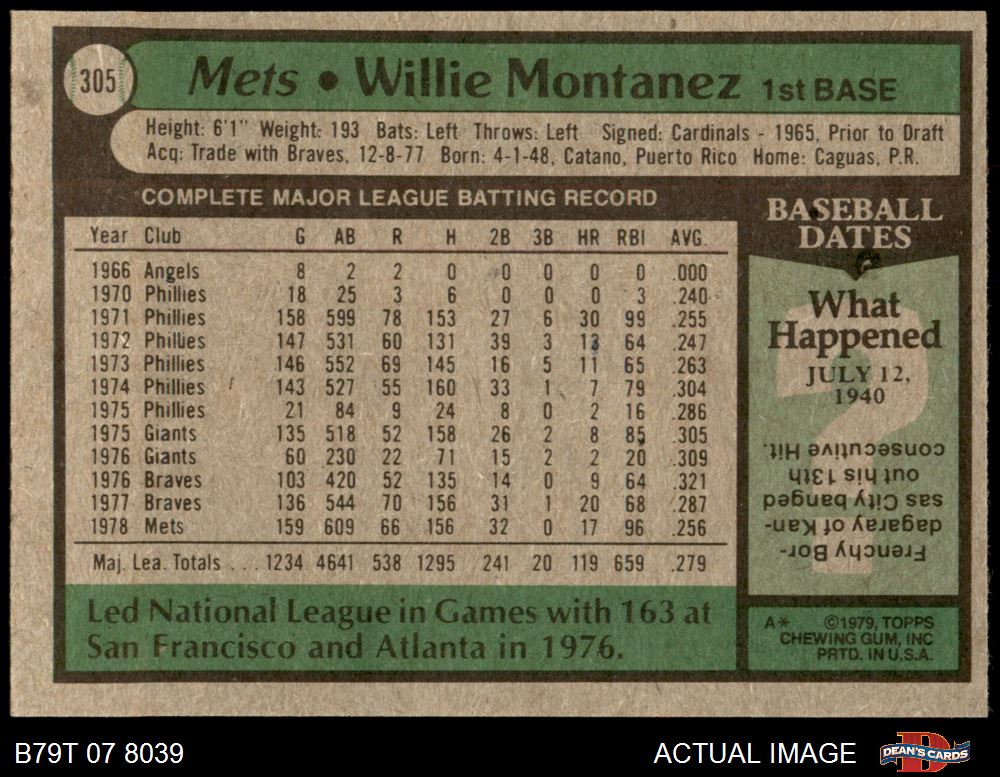 305
Mets • Willie Montanez 1st BASE
Height: 6'1" Weight: 193 Bats: Left Throws: Left Signed: Cardinals - 1965, Prior to Draft
Acq: Trade with Braves, 12-8-77 Born: 4-1-48, Catano, Puerto Rico Home: Caguas, P.R.
COMPLETE MAJOR LEAGUE BATTING RECORD
Year Club G AB R H 2B 3B HR RBI AVG.
1966 Angels 8 2 2 0 0 0 0 0 .000
1970 Phillies 18 25 3 6 0 0 0 3 .240
1971 Phillies 158 599 78 153 27 6 30 99 .255
1972 Phillies 147 531 60 131 39 3 13 64 .247
1973 Phillies 146 552 69 145 16 5 11 65 .263
1974 Phillies 143 527 55 160 33 1 7 79 .304
1975 Phillies 21 84 9 24 8 0 2 16 .286
1975 Giants 135 518 52 158 26 2 8 85 .305
1976 Giants 60 230 22 71 15 2 2 20 .309
1976 Braves 103 420 52 135 14 0 9 64 .321
1977 Braves 136 544 70 156 31 1 20 68 .287
1978 Mets 159 609 66 156 32 0 17 96 .256
Maj. Lea. Totals ... 1234 4641 538 1295 241 20 119 659 .279
Led National League in Games with 163 at
San Francisco and Atlanta in 1976.
BASEBALL
DATES
What
Happened
JULY 12,
1940
?
Frenchy Bor-
dagaray of Kan-
sas City banged
out his 13th
consecutive Hit.
A* ©1979, TOPPS
CHEWING GUM, INC
PRTD. IN U.S.A.
B79T 07 8039
ACTUAL IMAGE
D
DEAN'S CARDS